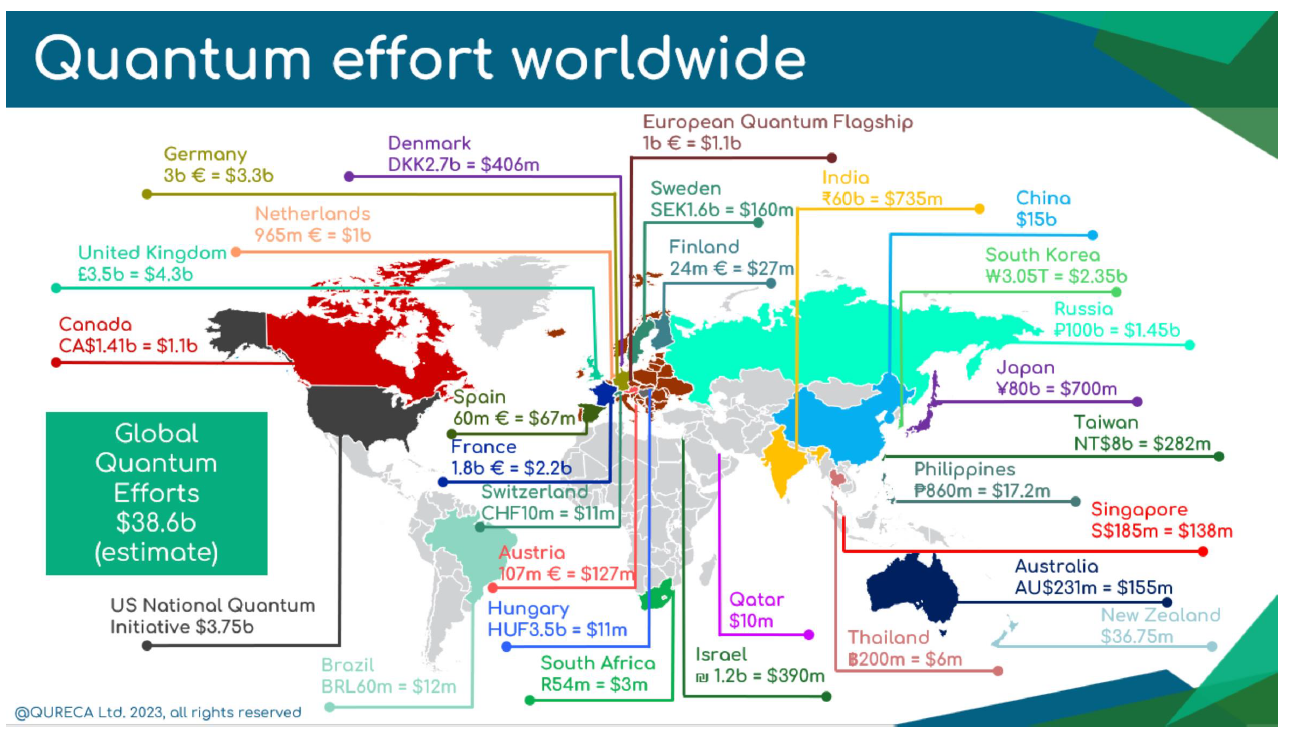 Quantum effort worldwide
European Quantum Flagship
1b € = $1.1b
Denmark
DKK2.7b = $406m
Germany
3b € = $3.3b
Netherlands
965m € = $1b
United Kingdom
£3.5b = $4.3b
Canada
CA$1.41b = $1.1b
Sweden
SEK1.6b = $160m
Finland
24m € = $27m
India
₹60b = $735m
China
$15b
South Korea
₩3.05T = $2.35b
Russia
₽100b = $1.45b
Japan
¥80b = $700m
Taiwan
NT$8b = $282m
Philippines
₱860m = $17.2m
Singapore
S$185m = $138m
Australia
AU$231m = $155m
New Zealand
$36.75m
Thailand
฿200m = $6m
Qatar
$10m
Israel
₪ 1.2b = $390m
Spain
60m € = $67m
France
1.8b € = $2.2b
Switzerland
CHF10m = $11m
Austria
107m € = $127m
Hungary
HUF3.5b = $11m
South Africa
R54m = $3m
Brazil
BRL60m = $12m
US National Quantum
Initiative $3.75b
Global
Quantum
Efforts
$38.6b
(estimate)
@QURECA Ltd. 2023, all rights reserved